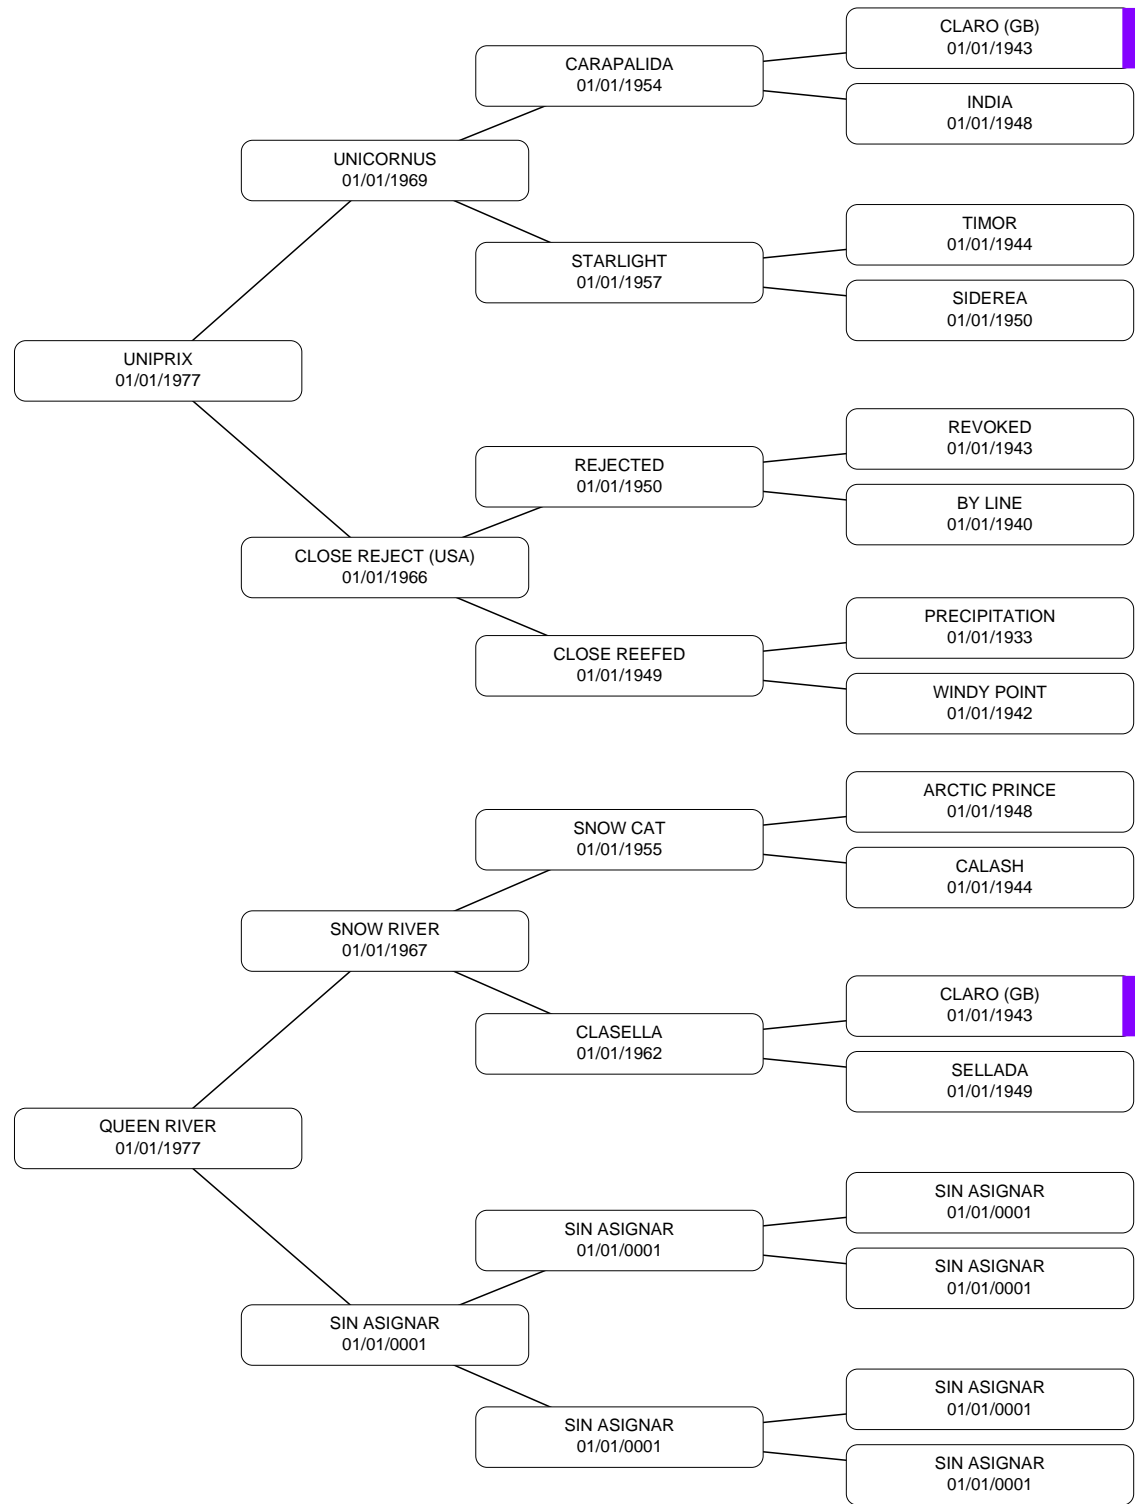 CLARO (GB)
01/01/1943
CARAPALIDA
01/01/1954
INDIA
01/01/1948
UNICORNUS
01/01/1969
TIMOR
01/01/1944
STARLIGHT
01/01/1957
SIDEREA
01/01/1950
UNIPRIX
01/01/1977
REVOKED
01/01/1943
REJECTED
01/01/1950
BY LINE
01/01/1940
CLOSE REJECT (USA)
01/01/1966
PRECIPITATION
01/01/1933
CLOSE REEFED
01/01/1949
WINDY POINT
01/01/1942
ARCTIC PRINCE
01/01/1948
SNOW CAT
01/01/1955
CALASH
01/01/1944
SNOW RIVER
01/01/1967
CLARO (GB)
01/01/1943
CLASELLA
01/01/1962
SELLADA
01/01/1949
QUEEN RIVER
01/01/1977
SIN ASIGNAR
01/01/0001
SIN ASIGNAR
01/01/0001
SIN ASIGNAR
01/01/0001
SIN ASIGNAR
01/01/0001
SIN ASIGNAR
01/01/0001
SIN ASIGNAR
01/01/0001
SIN ASIGNAR
01/01/0001